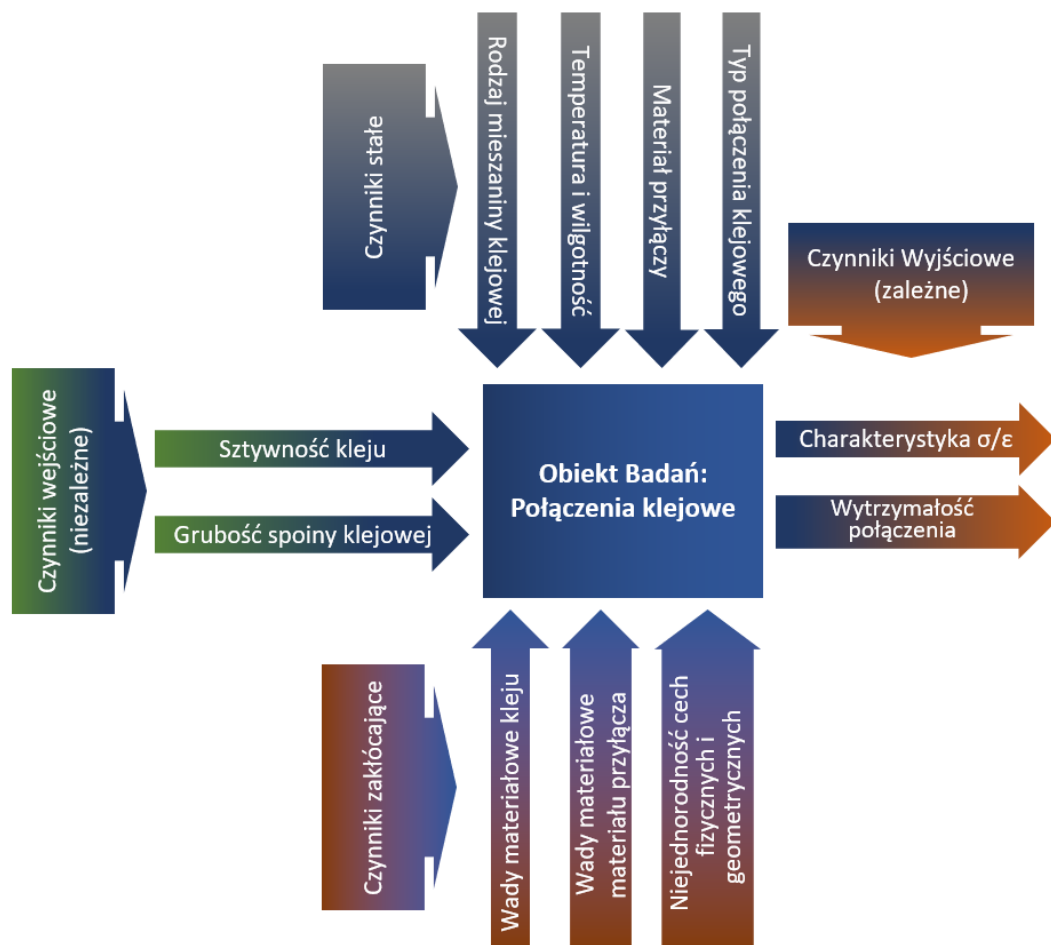 Czynniki stałe
Rodzaj mieszaniny klejowej
Temperatura i wilgotność
Materiał przyłączy
Typ połączenia klejowego
Czynniki Wyjściowe
(zależne)
Czynniki wejściowe
(niezależne)
Sztywność kleju
Grubość spoiny klejowej
Obiekt Badań:
Połączenia klejowe
Charakterystyka σ/ε
Wytrzymałość
połączenia
Czynniki zakłócające
Wady materiałowe kleju
Wady materiałowe
materiału przyłącza
Niejednorodność cech
fizycznych i
geometrycznych